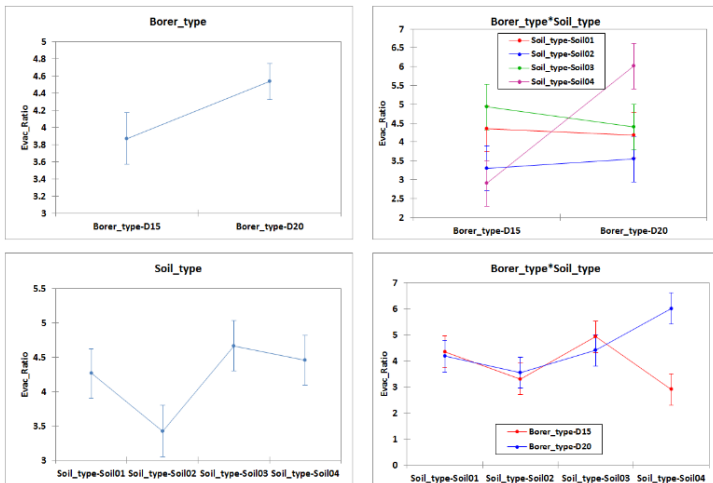 Borer_type
5
4.8
4.6
4.4
4.2
4
3.8
3.6
3.4
3.2
3
Evac_Ratio
Borer_type-D15 Borer_type-D20
Borer_type*Soil_type
7
6.5
6
5.5
5
4.5
4
3.5
3
2.5
2
Evac_Ratio
Soil_type-Soil01
Soil_type-Soil02
Soil_type-Soil03
Soil_type-Soil04
Borer_type-D15 Borer_type-D20
Soil_type
5.5
5
4.5
4
3.5
3
Evac_Ratio
Soil_type-Soil01 Soil_type-Soil02 Soil_type-Soil03 Soil_type-Soil04
Borer_type*Soil_type
7
6
5
4
3
2
1
0
Evac_Ratio
Borer_type-D15
Borer_type-D20
Soil_type-Soil01 Soil_type-Soil02 Soil_type-Soil03 Soil_type-Soil04